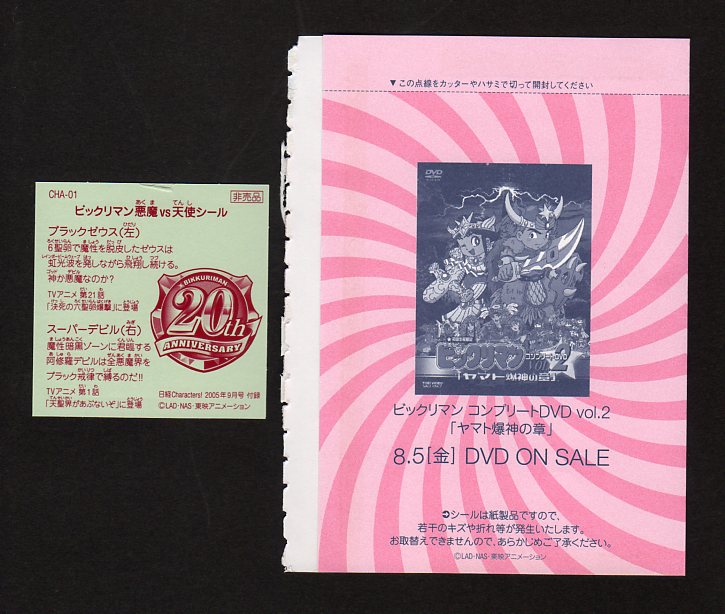 CHA-01
非売品
ビックリマン悪魔vs天使シール
ブラックゼウス(左)
6聖卵で魔性を脱皮したゼウスは
虹光波を発しながら飛翔し続ける。
神か悪魔なのか?
TVアニメ 第21話
「決死の六聖卵爆撃」に登場
スーパーデビル(右)
魔性暗黒ゾーンに君臨する
阿修羅デビルは全悪魔界を
ブラック戒律で縛るのだ!!
TVアニメ 第1話
「天聖界があぶないぞ」に登場
BIKKURIMAN
20th
ANNIVERSARY
日経Characters! 2005年9月号 付録
©LAD・NAS・東映アニメーション
▼この点線をカッターやハサミで切って開封してください
DVD
ビックリマン
コンプリートDVD
2
「ヤマト爆神の章」
ビックリマン コンプリートDVD vol.2
「ヤマト爆神の章」
8.5[金] DVD ON SALE
➲シールは紙製品ですので、
若干のキズや折れ等が発生いたします。
お取替えできませんので、あらかじめご了承ください。
©LAD・NAS・東映アニメーション